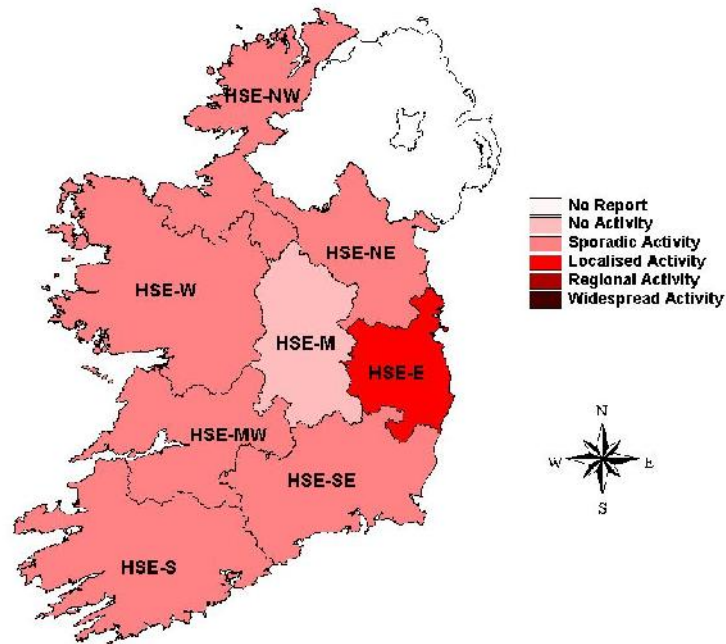 HSE-NW
HSE-NE
HSE-W
HSE-M
HSE-E
HSE-MW
HSE-SE
HSE-S
No Report
No Activity
Sporadic Activity
Localised Activity
Regional Activity
Widespread Activity
N
W E
S